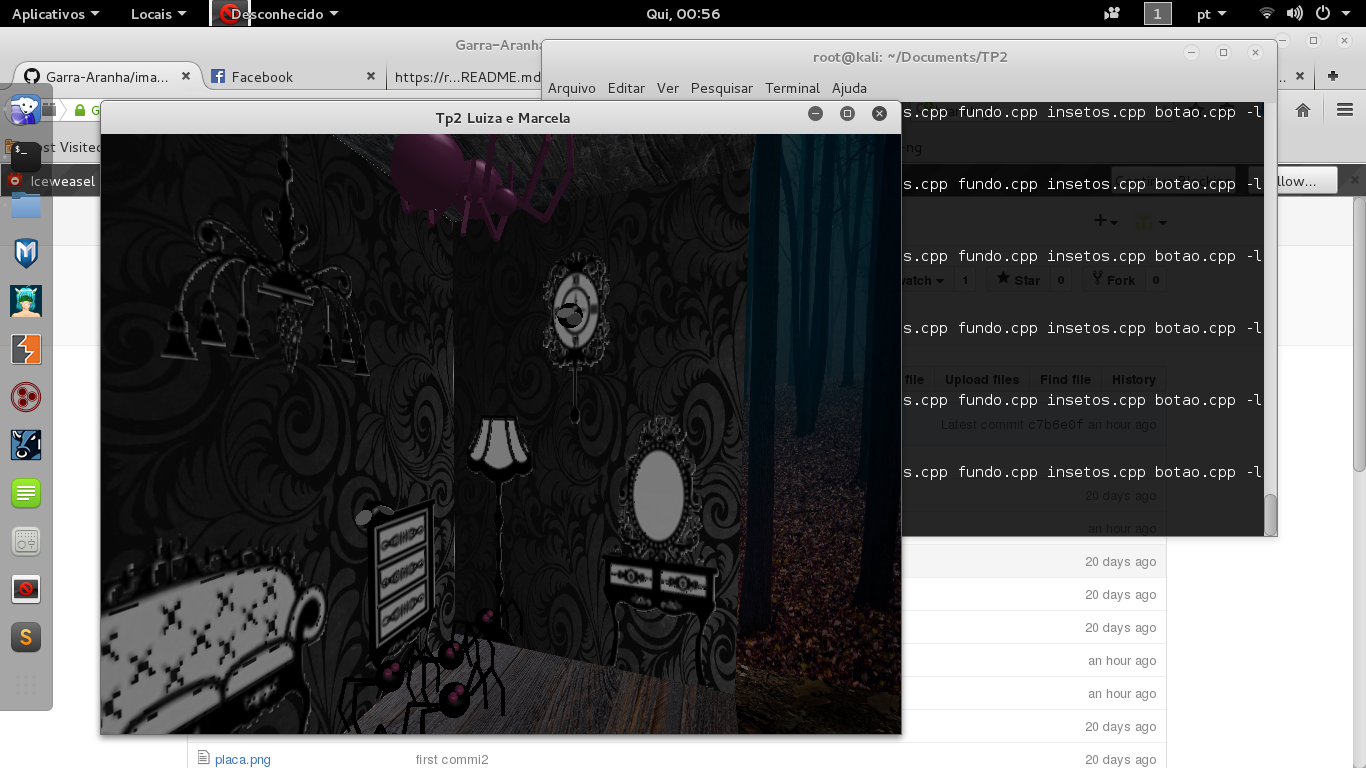 Aplicativos Locais Desconhecido Qui, 00:56 1 pt
Garra-Aranha
root@kali: ~/Documents/TP2
Garra-Aranha/ima... Facebook https://r...README.md
Arquivo Editar Ver Pesquisar Terminal Ajuda
Tp2 Luiza e Marcela
s.cpp fundo.cpp insetos.cpp botao.cpp -l
ost Visited
Iceweasel
llow...
s.cpp fundo.cpp insetos.cpp botao.cpp -l
s.cpp fundo.cpp insetos.cpp botao.cpp -l
watch 1 Star 0 Fork 0
s.cpp fundo.cpp insetos.cpp botao.cpp -l
file Upload files Find file History
s.cpp fundo.cpp insetos.cpp botao.cpp -l
Latest commit c7b6e0f an hour ago
s.cpp fundo.cpp insetos.cpp botao.cpp -l
20 days ago
an hour ago
20 days ago
20 days ago
20 days ago
an hour ago
an hour ago
20 days ago
placa.png first commi2 20 days ago